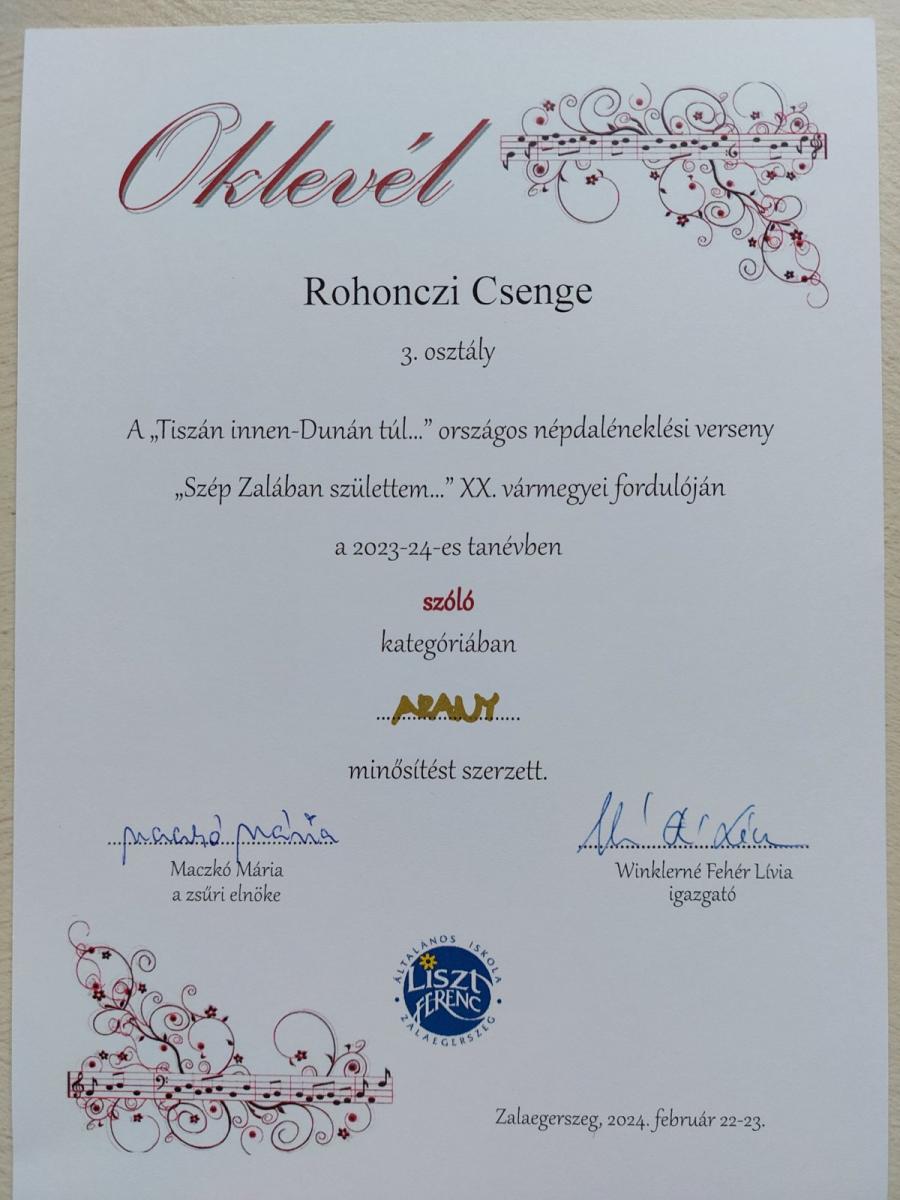 Oklevél
Rohonczi Csenge
3. osztály
A „Tiszán innen-Dunán túl...” országos népdaléneklési verseny
„Szép Zalában születtem...” XX. vármegyei fordulóján
a 2023-24-es tanévben
szóló
kategóriában
ARANY
minősítést szerzett.
Maczkó Mária
Maczkó Mária
a zsűri elnöke
Winklerné Fehér Lívia
igazgató
ÁLTALÁNOS ISKOLA
LISZT
FERENC
ZALAEGERSZEG
Zalaegerszeg, 2024. február 22-23.